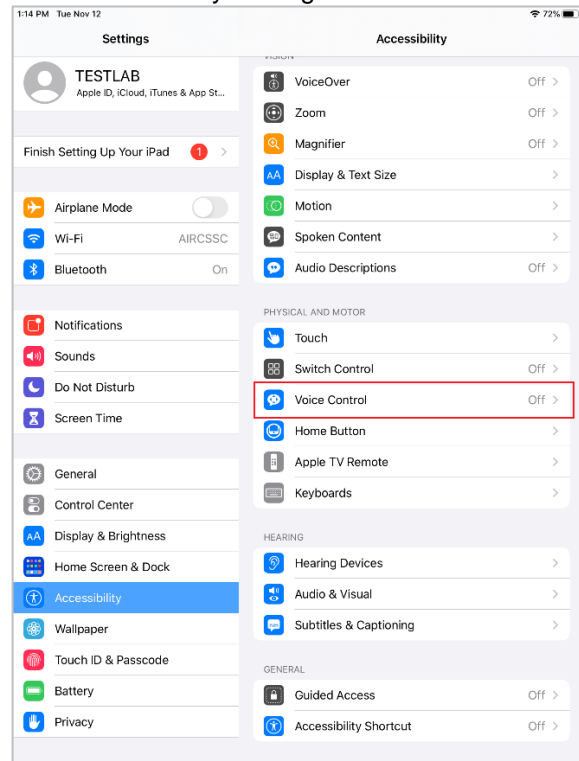 1:14 PM Tue Nov 12
72%
Settings
TESTLAB
Apple ID, iCloud, iTunes & App St...
Finish Setting Up Your iPad 1
Airplane Mode
Wi-Fi AIRCSSC
Bluetooth On
Notifications
Sounds
Do Not Disturb
Screen Time
General
Control Center
Display & Brightness
Home Screen & Dock
Accessibility
Wallpaper
Touch ID & Passcode
Battery
Privacy
Accessibility
VISION
VoiceOver Off
Zoom Off
Magnifier Off
Display & Text Size
Motion
Spoken Content
Audio Descriptions Off
PHYSICAL AND MOTOR
Touch
Switch Control Off
Voice Control Off
Home Button
Apple TV Remote
Keyboards
HEARING
Hearing Devices
Audio & Visual
Subtitles & Captioning
GENERAL
Guided Access Off
Accessibility Shortcut Off